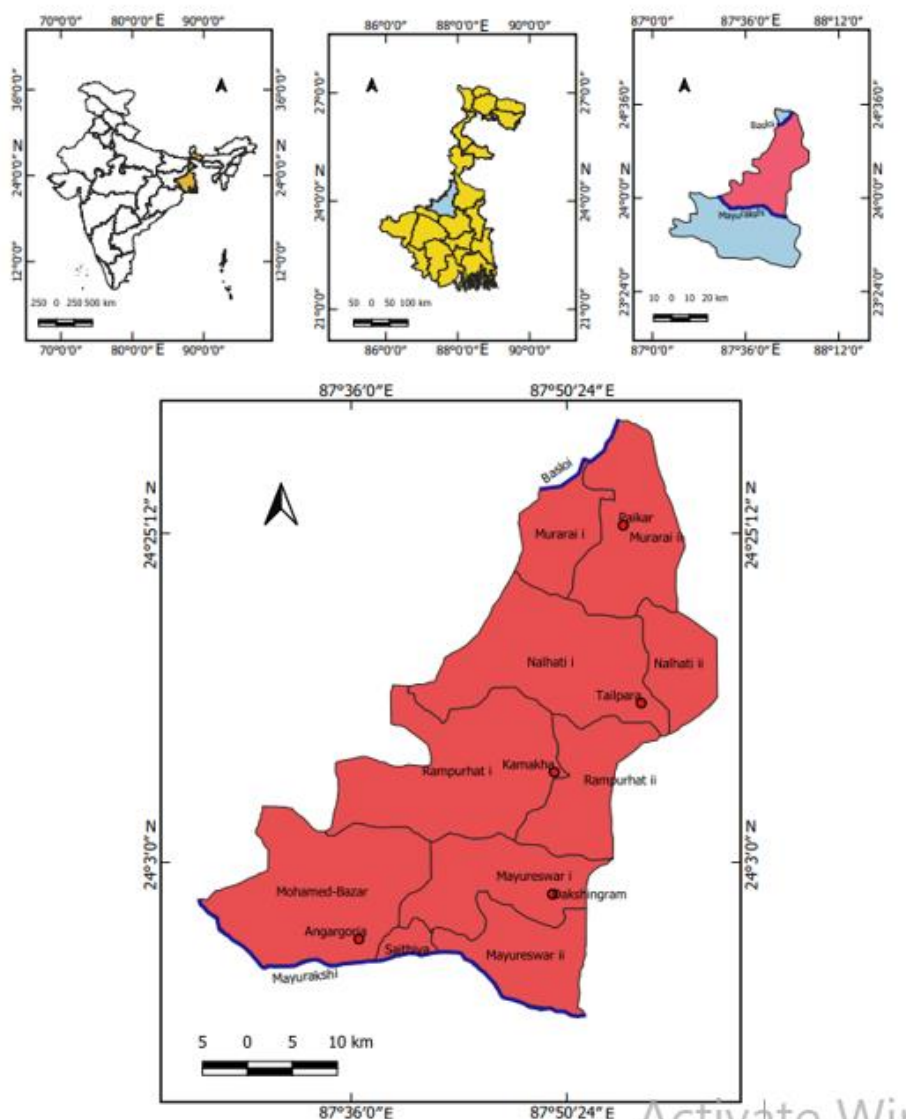 70°0'0" 80°0'0"E 90°0'0"
36°0'0"
24°0'0" N
12°0'0"
36°0'0"
24°0'0" N
12°0'0"
250 0 250 500 km
70°0'0" 80°0'0"E 90°0'0"
86°0'0" 88°0'0"E 90°0'0"
27°0'0"
24°0'0" N
21°0'0"
27°0'0"
24°0'0" N
21°0'0"
50 0 50 100 km
86°0'0" 88°0'0"E 90°0'0"
87°0'0" 87°36'0"E 88°12'0"
24°36'0"
24°0'0" N
23°24'0"
24°36'0"
24°0'0" N
23°24'0"
Basloi
Mayurakshi
10 0 10 20 km
87°0'0" 87°36'0"E 88°12'0"
87°36'0"E 87°50'24"E
24°25'12" N
24°3'0" N
24°25'12" N
24°3'0" N
Basloi
Paikar
Murarai i
Murarai ii
Nalhati i
Nalhati ii
Tailpara
Kamakha
Rampurhat i
Rampurhat ii
Mayureswar i
Mohamed-Bazar
Dakshingram
Angargoria
Saithiya
Mayureswar ii
Mayurakshi
5 0 5 10 km
87°36'0"E 87°50'24"E